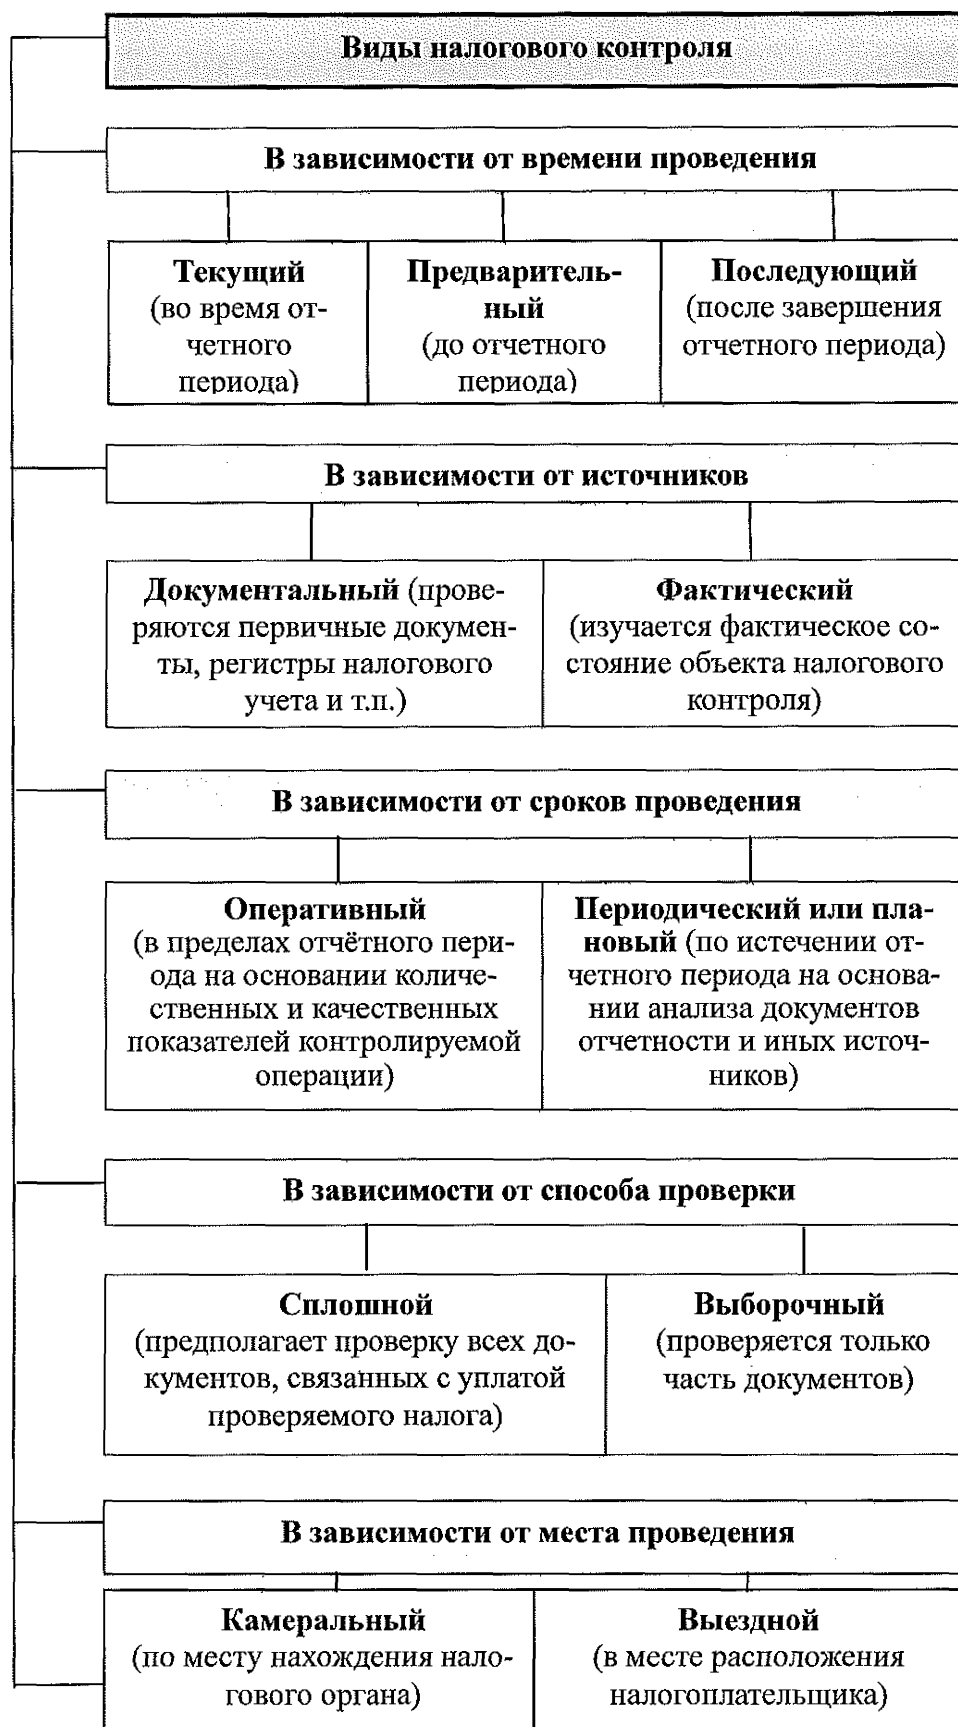 Виды налогового контроля
В зависимости от времени проведения
Текущий
(во время от-
четного
периода)
Предваритель-
ный
(до отчетного
периода)
Последующий
(после завершения
отчетного периода)
В зависимости от источников
Документальный (прове-
ряются первичные докумен-
ты, регистры налогового
учета и т.п.)
Фактический
(изучается фактическое со-
стояние объекта налогового
контроля)
В зависимости от сроков проведения
Оперативный
(в пределах отчётного пери-
ода на основании количе-
ственных и качественных
показателей контролируемой
операции)
Периодический или пла-
новый (по истечении от-
четного периода на основа-
нии анализа документов
отчетности и иных источ-
ников)
В зависимости от способа проверки
Сплошной
(предполагает проверку всех до-
кументов, связанных с уплатой
проверяемого налога)
Выборочный
(проверяется только
часть документов)
В зависимости от места проведения
Камеральный
(по месту нахождения нало-
гового органа)
Выездной
(в месте расположения
налогоплательщика)